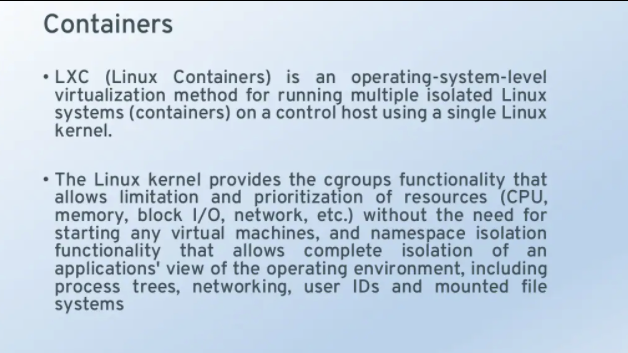 Containers
• LXC (Linux Containers) is an operating-system-level
virtualization method for running multiple isolated Linux
systems (containers) on a control host using a single Linux
kernel.
• The Linux kernel provides the cgroups functionality that
allows limitation and prioritization of resources (CPU,
memory, block I/O, network, etc.) without the need for
starting any virtual machines, and namespace isolation
functionality that allows complete isolation of an
applications' view of the operating environment, including
process trees, networking, user IDs and mounted file
systems